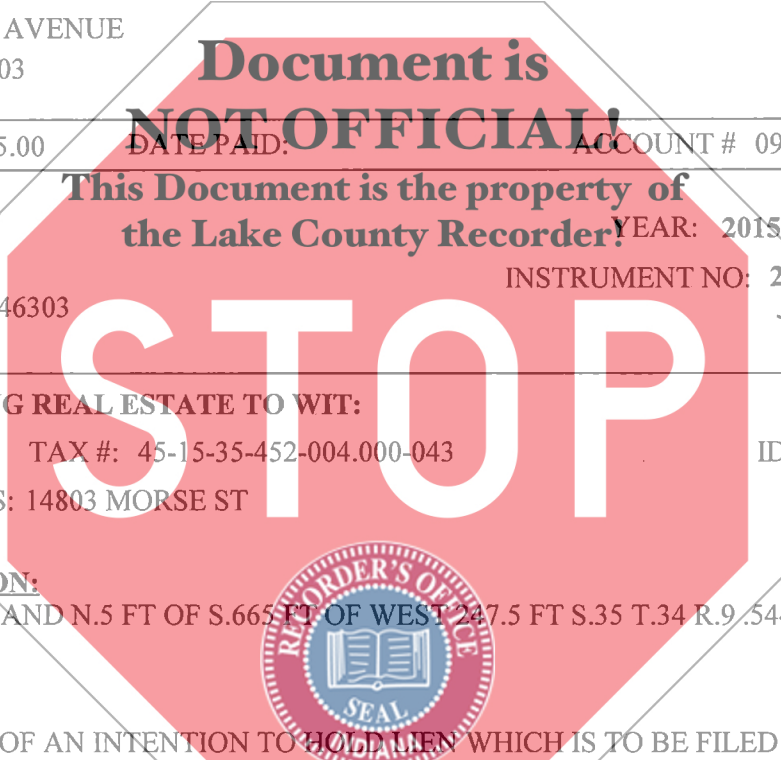 AVENUE
03
Document is
NOT OFFICIAL!
5.00 DATE PAID: ACCOUNT # 09
This Document is the property of
the Lake County Recorder!
YEAR: 2015
INSTRUMENT NO: 2
46303
STOP
G REAL ESTATE TO WIT:
TAX #: 45-15-35-452-004.000-043 ID
S: 14803 MORSE ST
ON:
AND N.5 FT OF S.665 FT OF WEST 247.5 FT S.35 T.34 R.9 .544
RECORDER'S OFFICE
SEAL
INDIANA
OF AN INTENTION TO HOLD LIEN WHICH IS TO BE FILED